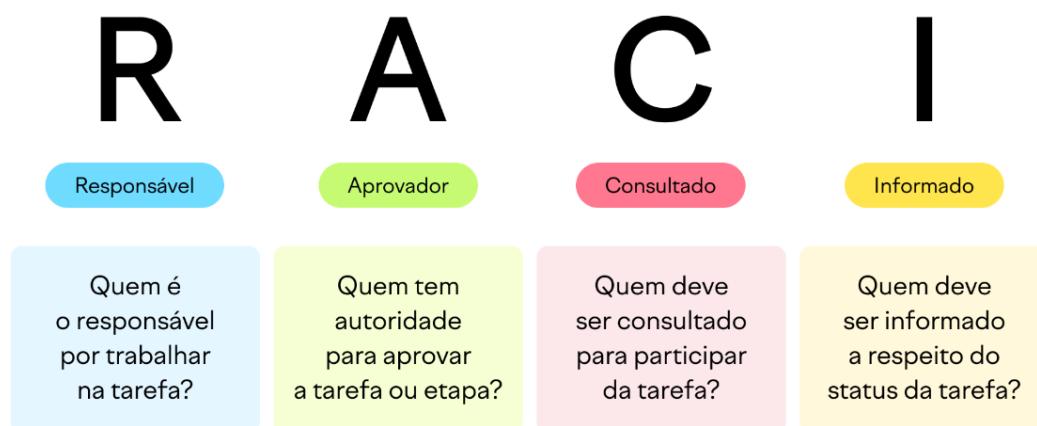 R A C I
Responsável
Aprovador
Consultado
Informado
Quem é
o responsável
por trabalhar
na tarefa?
Quem tem
autoridade
para aprovar
a tarefa ou etapa?
Quem deve
ser consultado
para participar
da tarefa?
Quem deve
ser informado
a respeito do
status da tarefa?